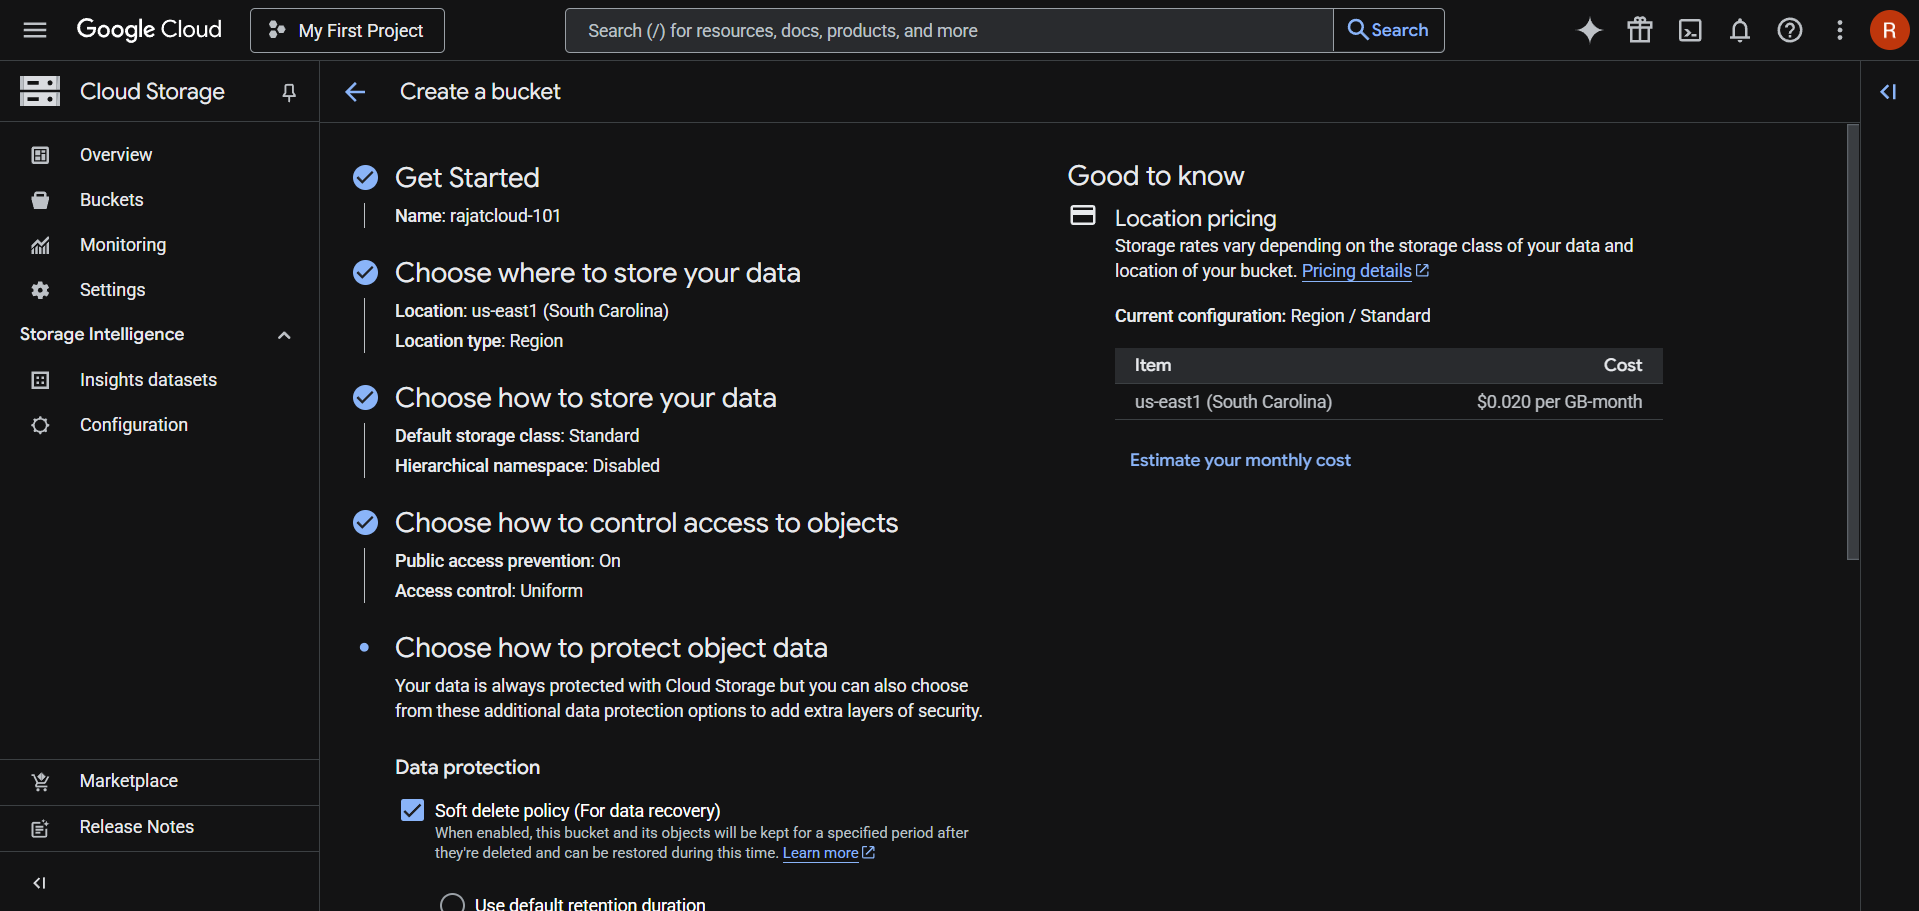 Google Cloud
My First Project
Search (/) for resources, docs, products, and more
Search
R
Cloud Storage
Overview
Buckets
Monitoring
Settings
Storage Intelligence
Insights datasets
Configuration
Marketplace
Release Notes
Create a bucket
Get Started
Name: rajatcloud-101
Choose where to store your data
Location: us-east1 (South Carolina)
Location type: Region
Choose how to store your data
Default storage class: Standard
Hierarchical namespace: Disabled
Choose how to control access to objects
Public access prevention: On
Access control: Uniform
Choose how to protect object data
Your data is always protected with Cloud Storage but you can also choose
from these additional data protection options to add extra layers of security.
Data protection
Soft delete policy (For data recovery)
When enabled, this bucket and its objects will be kept for a specified period after
they're deleted and can be restored during this time. Learn more
Use default retention duration
Good to know
Location pricing
Storage rates vary depending on the storage class of your data and
location of your bucket. Pricing details
Current configuration: Region / Standard
Item Cost
us-east1 (South Carolina) $0.020 per GB-month
Estimate your monthly cost